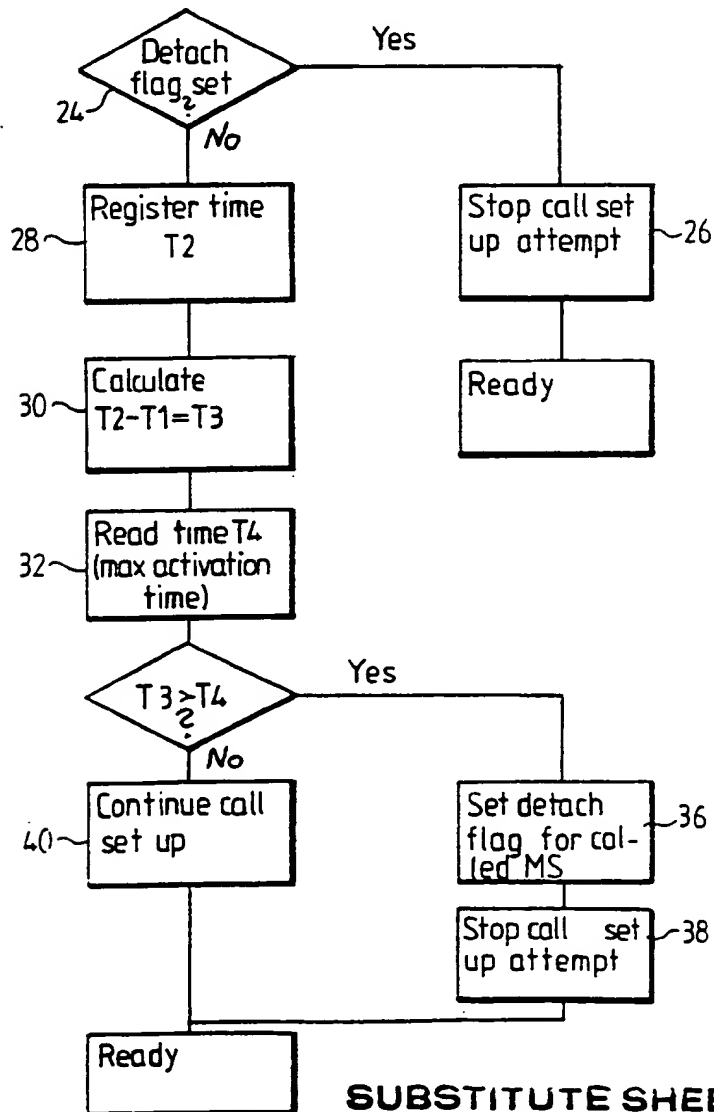 Detach
flag set
?
Yes
24
No
Register time
T2
28
Stop call set
up attempt
26
Calculate
T2-T1=T3
30
Ready
Read time T4
(max activation
time)
32
T3>T4
?
Yes
No
Continue call
set up
40
Set detach
flag for cal-
led MS
36
Stop call set
up attempt
38
Ready
SUBSTITUTE SHEE